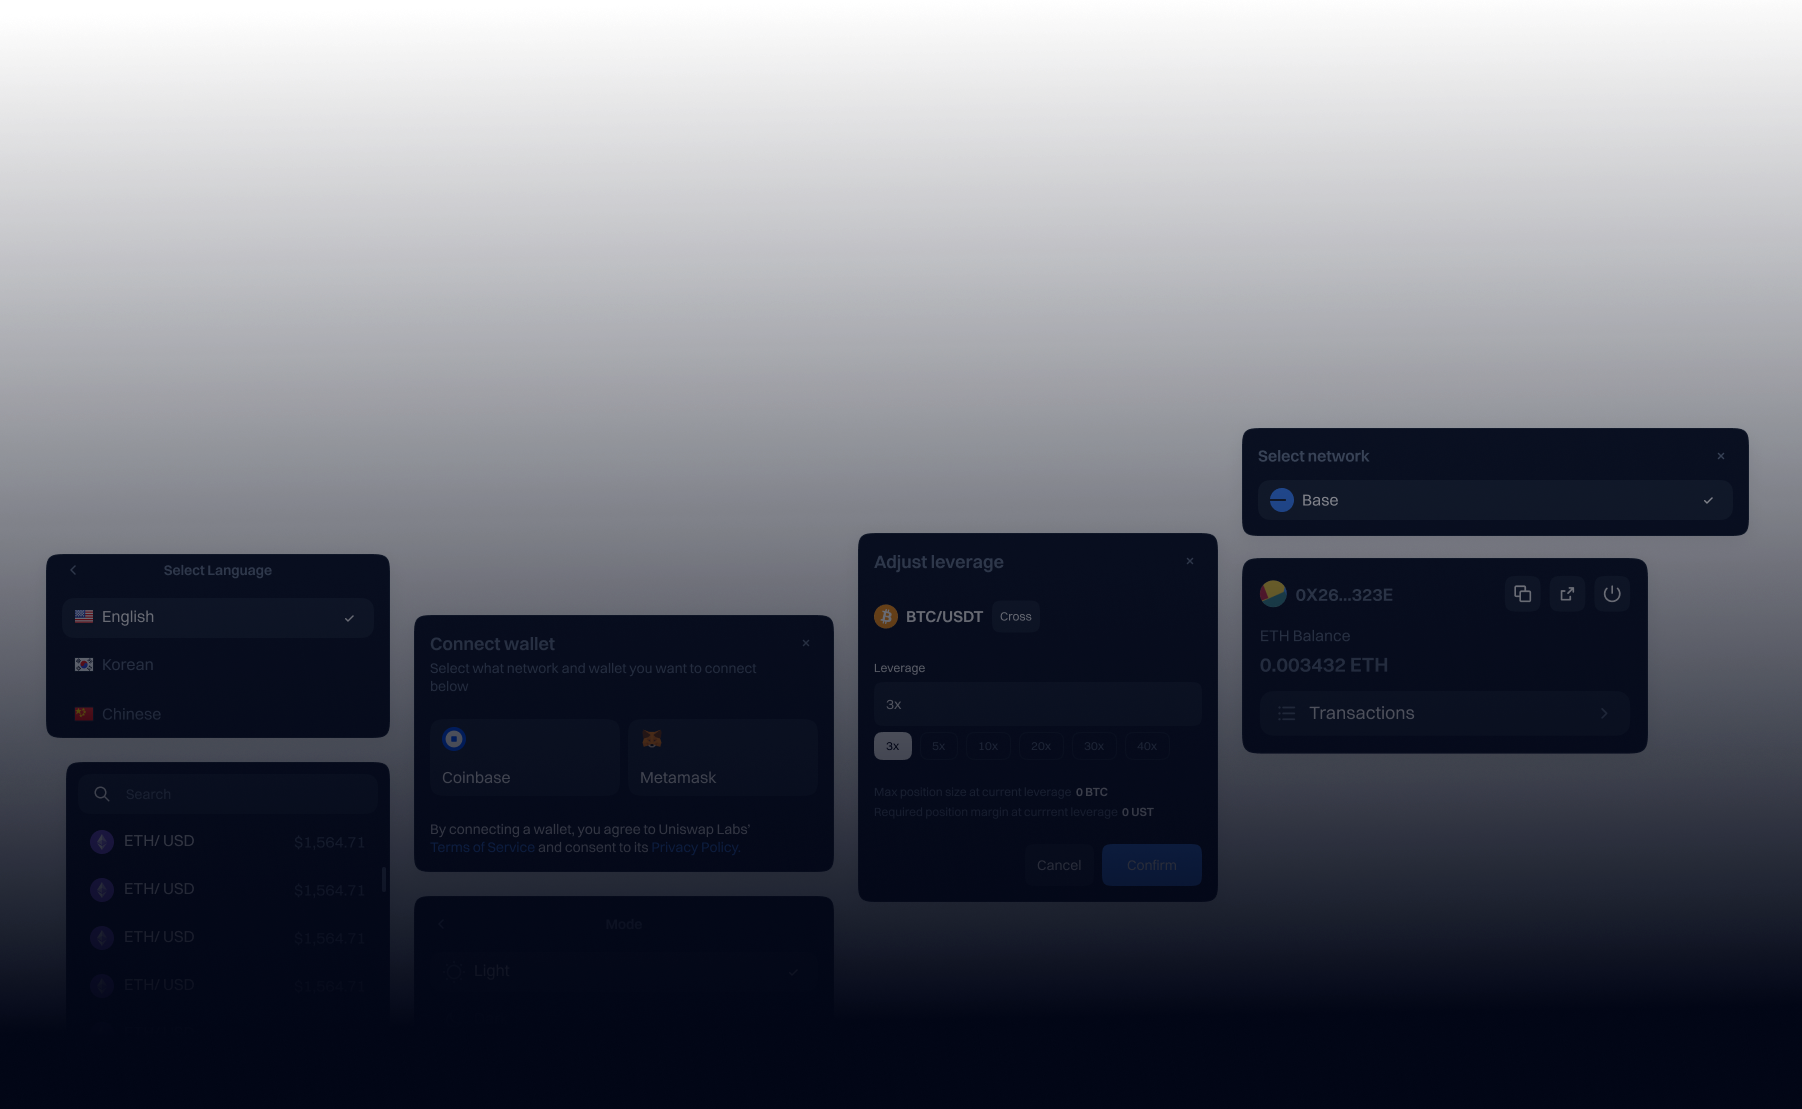 Select network
Base
Select Language
English
Korean
Chinese
Search
ETH/ USD
$1,564.71
ETH/ USD
$1,564.71
ETH/ USD
$1,564.71
ETH/ USD
Connect wallet
Select what network and wallet you want to connect
below
Coinbase
Metamask
By connecting a wallet, you agree to Uniswap Labs'
Terms of Service and consent to its Privacy Policy.
Mode
Light
Adjust leverage
BTC/USDT
Cross
Leverage
3x
3x 5x 10x 20x 30x 40x
Max position size at current leverage 0 BTC
Required position margin at currrent leverage 0 UST
Cancel
Confirm
0X26...323E
ETH Balance
0.003432 ETH
Transactions